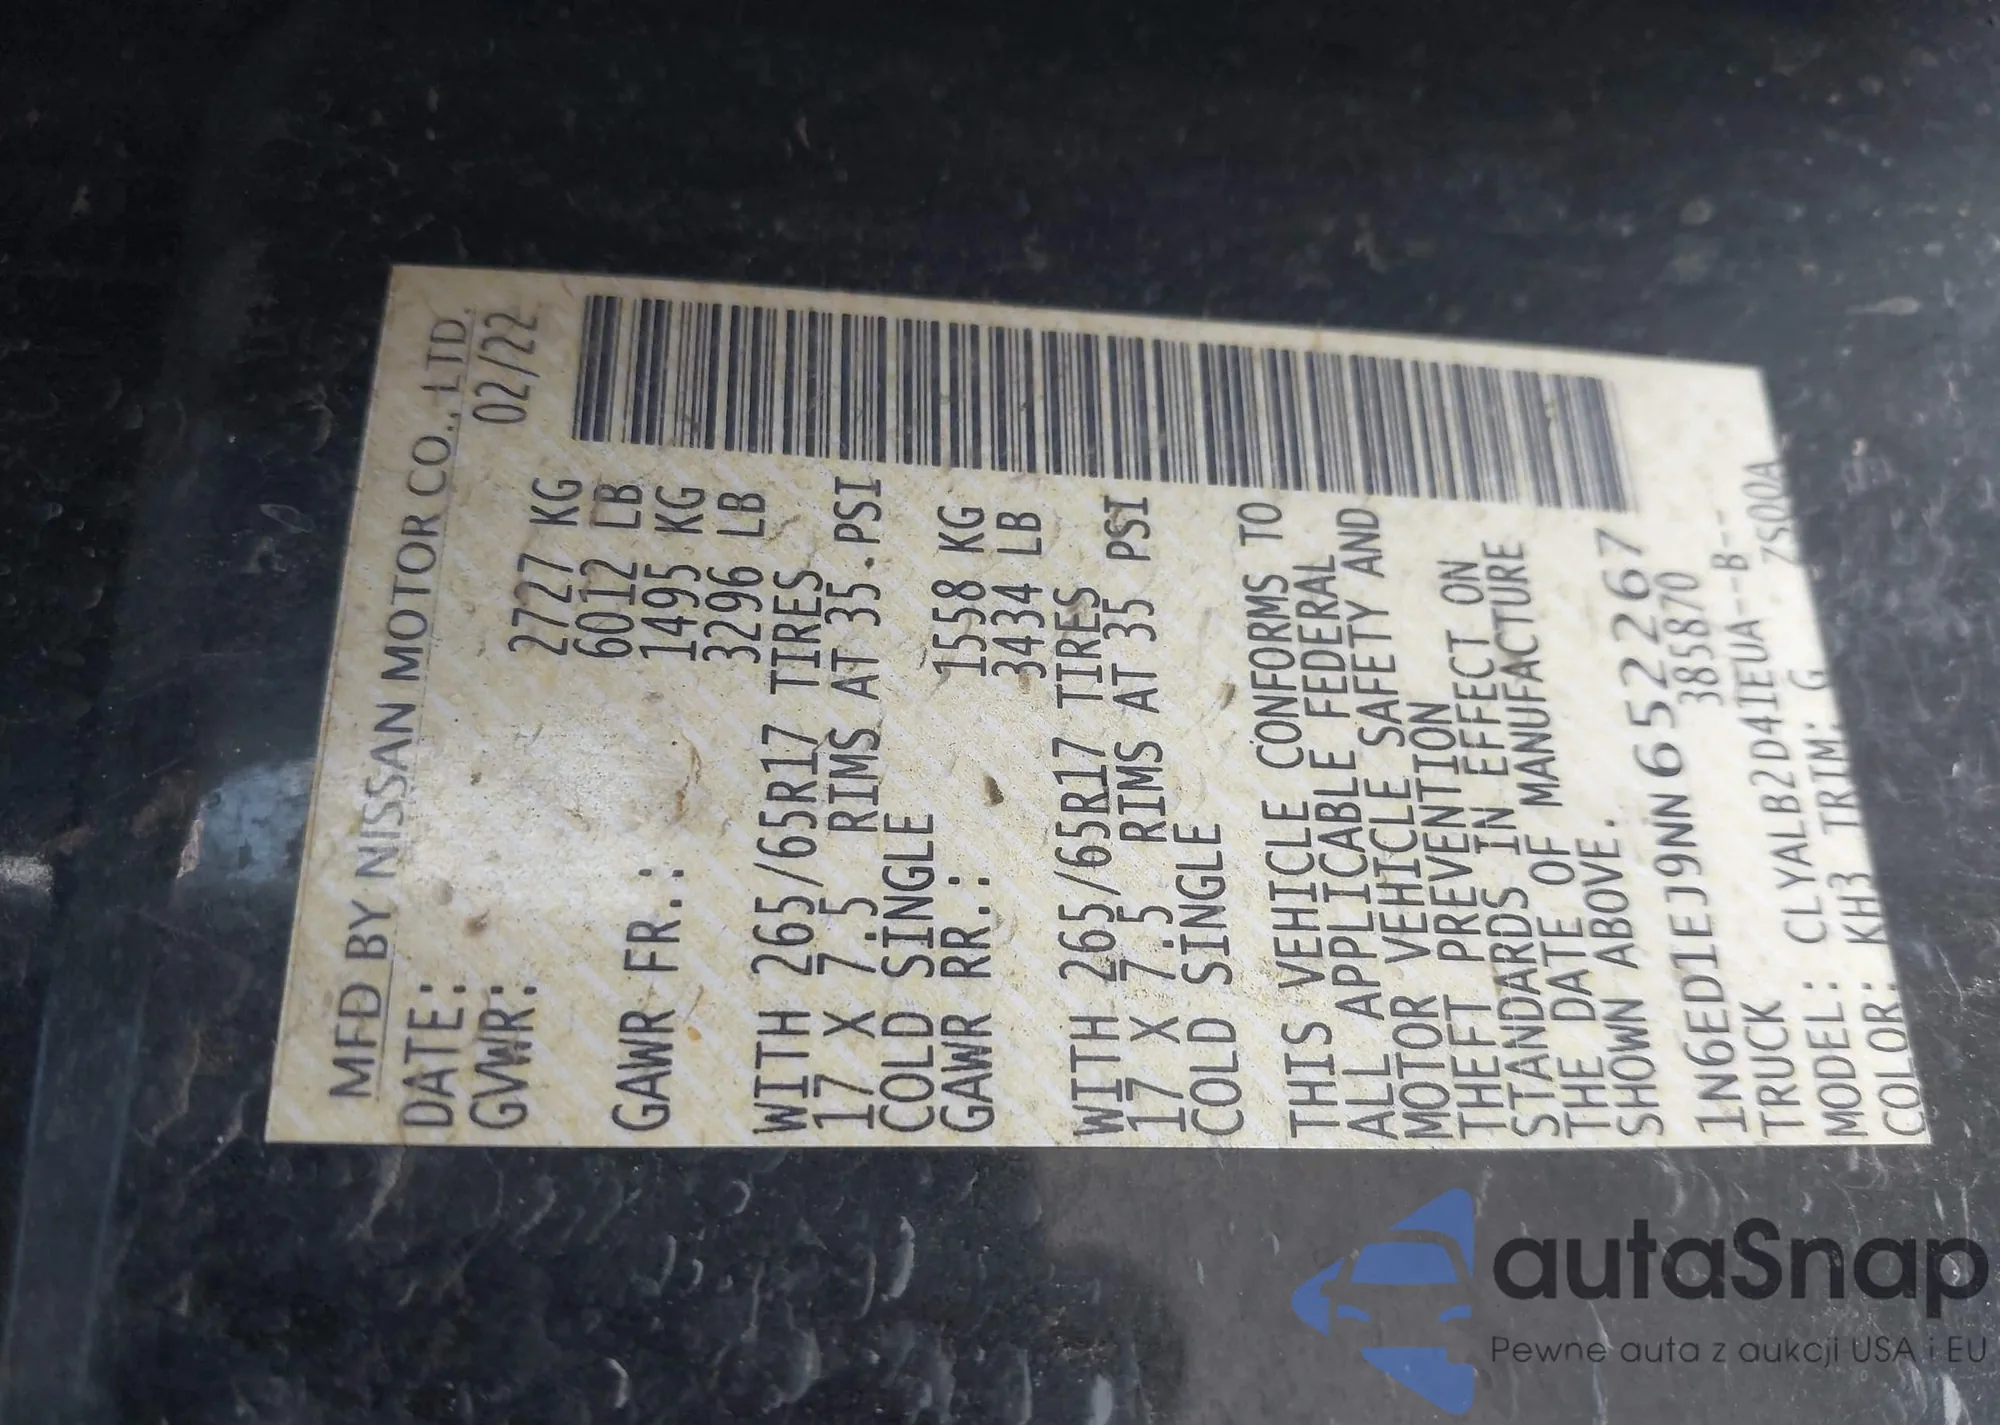 MFD BY NISSAN MOTOR CO., LTD.
DATE: 02/22
GVWR: 2727 KG
6012 LB
GAWR FR.: 1495 KG
3296 LB
WITH 265/65R17 TIRES
17 X 7.5 RIMS AT 35 PSI
COLD SINGLE
GAWR RR.: 1558 KG
3434 LB
WITH 265/65R17 TIRES
17 X 7.5 RIMS AT 35 PSI
COLD SINGLE
THIS VEHICLE CONFORMS TO
ALL APPLICABLE FEDERAL
MOTOR VEHICLE SAFETY AND
THEFT PREVENTION
STANDARDS IN EFFECT ON
THE DATE OF MANUFACTURE
SHOWN ABOVE.
1N6ED1EJ9NN652267
TRUCK 385870
MODEL: CLYALB2D4IEUA--B--
COLOR: KH3 TRIM: G ZS00A
autaSnap
Pewne auta z aukcji USA i EU